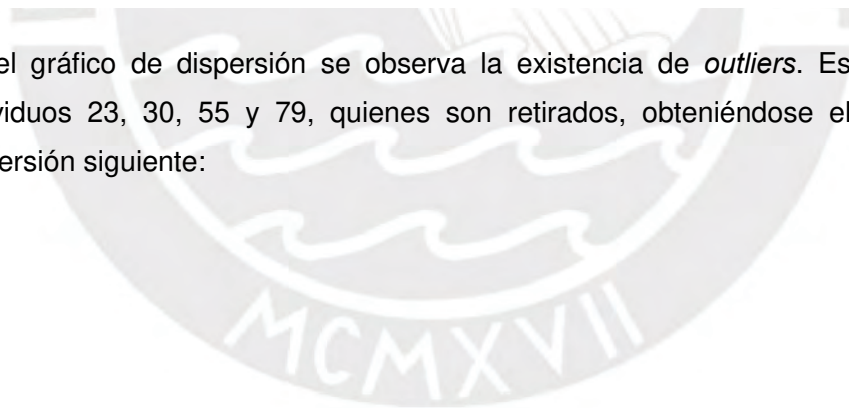 el gráfico de dispersión se observa la existencia de outliers. Es
viduos 23, 30, 55 y 79, quienes son retirados, obteniéndose el
ersión siguiente:
MCMXVII